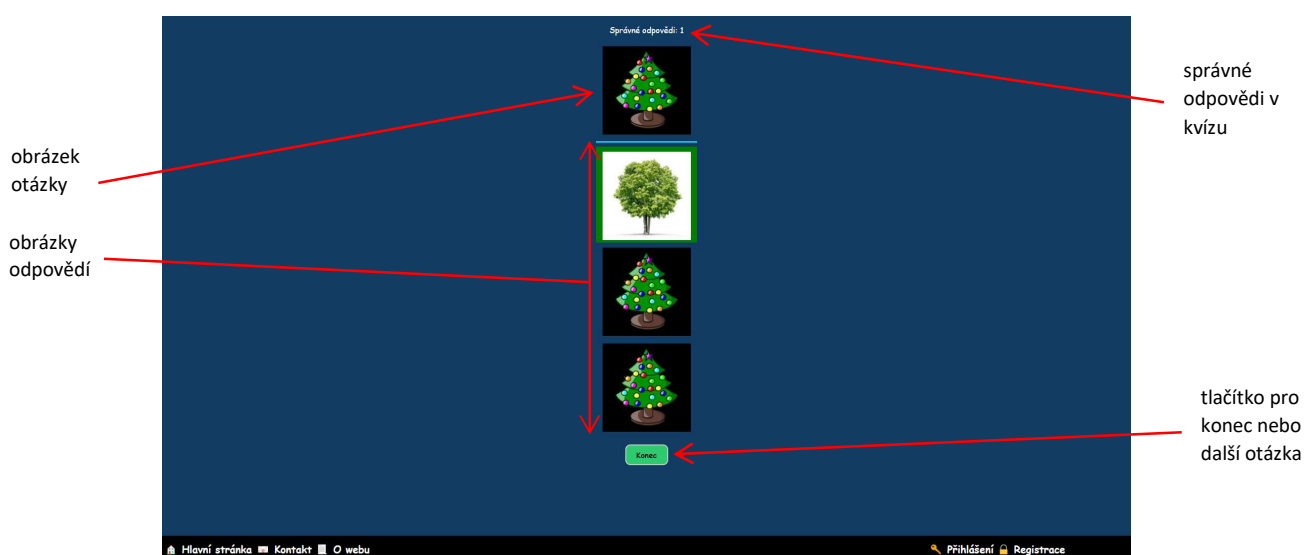 Správné odpovědi: 1
správné
odpovědi v
kvízu
obrázek
otázky
obrázky
odpovědí
tlačítko pro
konec nebo
další otázka
Konec
Hlavní stránka Kontakt O webu
Přihlášení Registrace